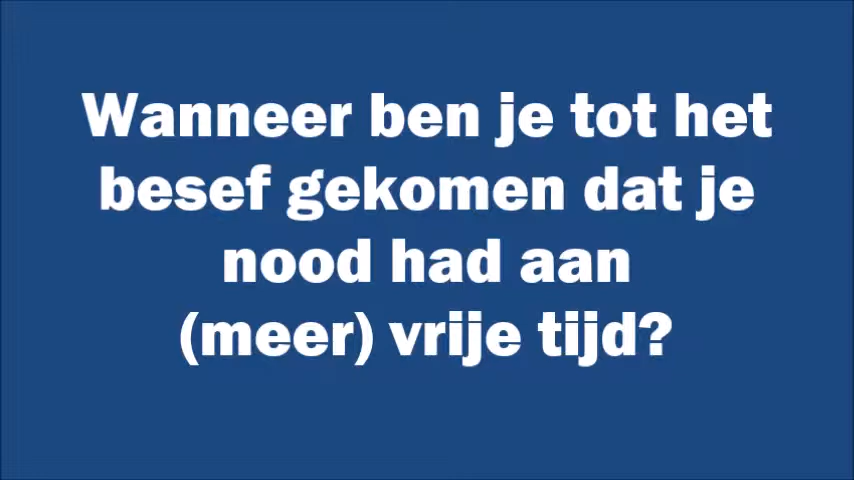 Wanneer ben je tot het
besef gekomen dat je
nood had aan
(meer) vrije tijd?